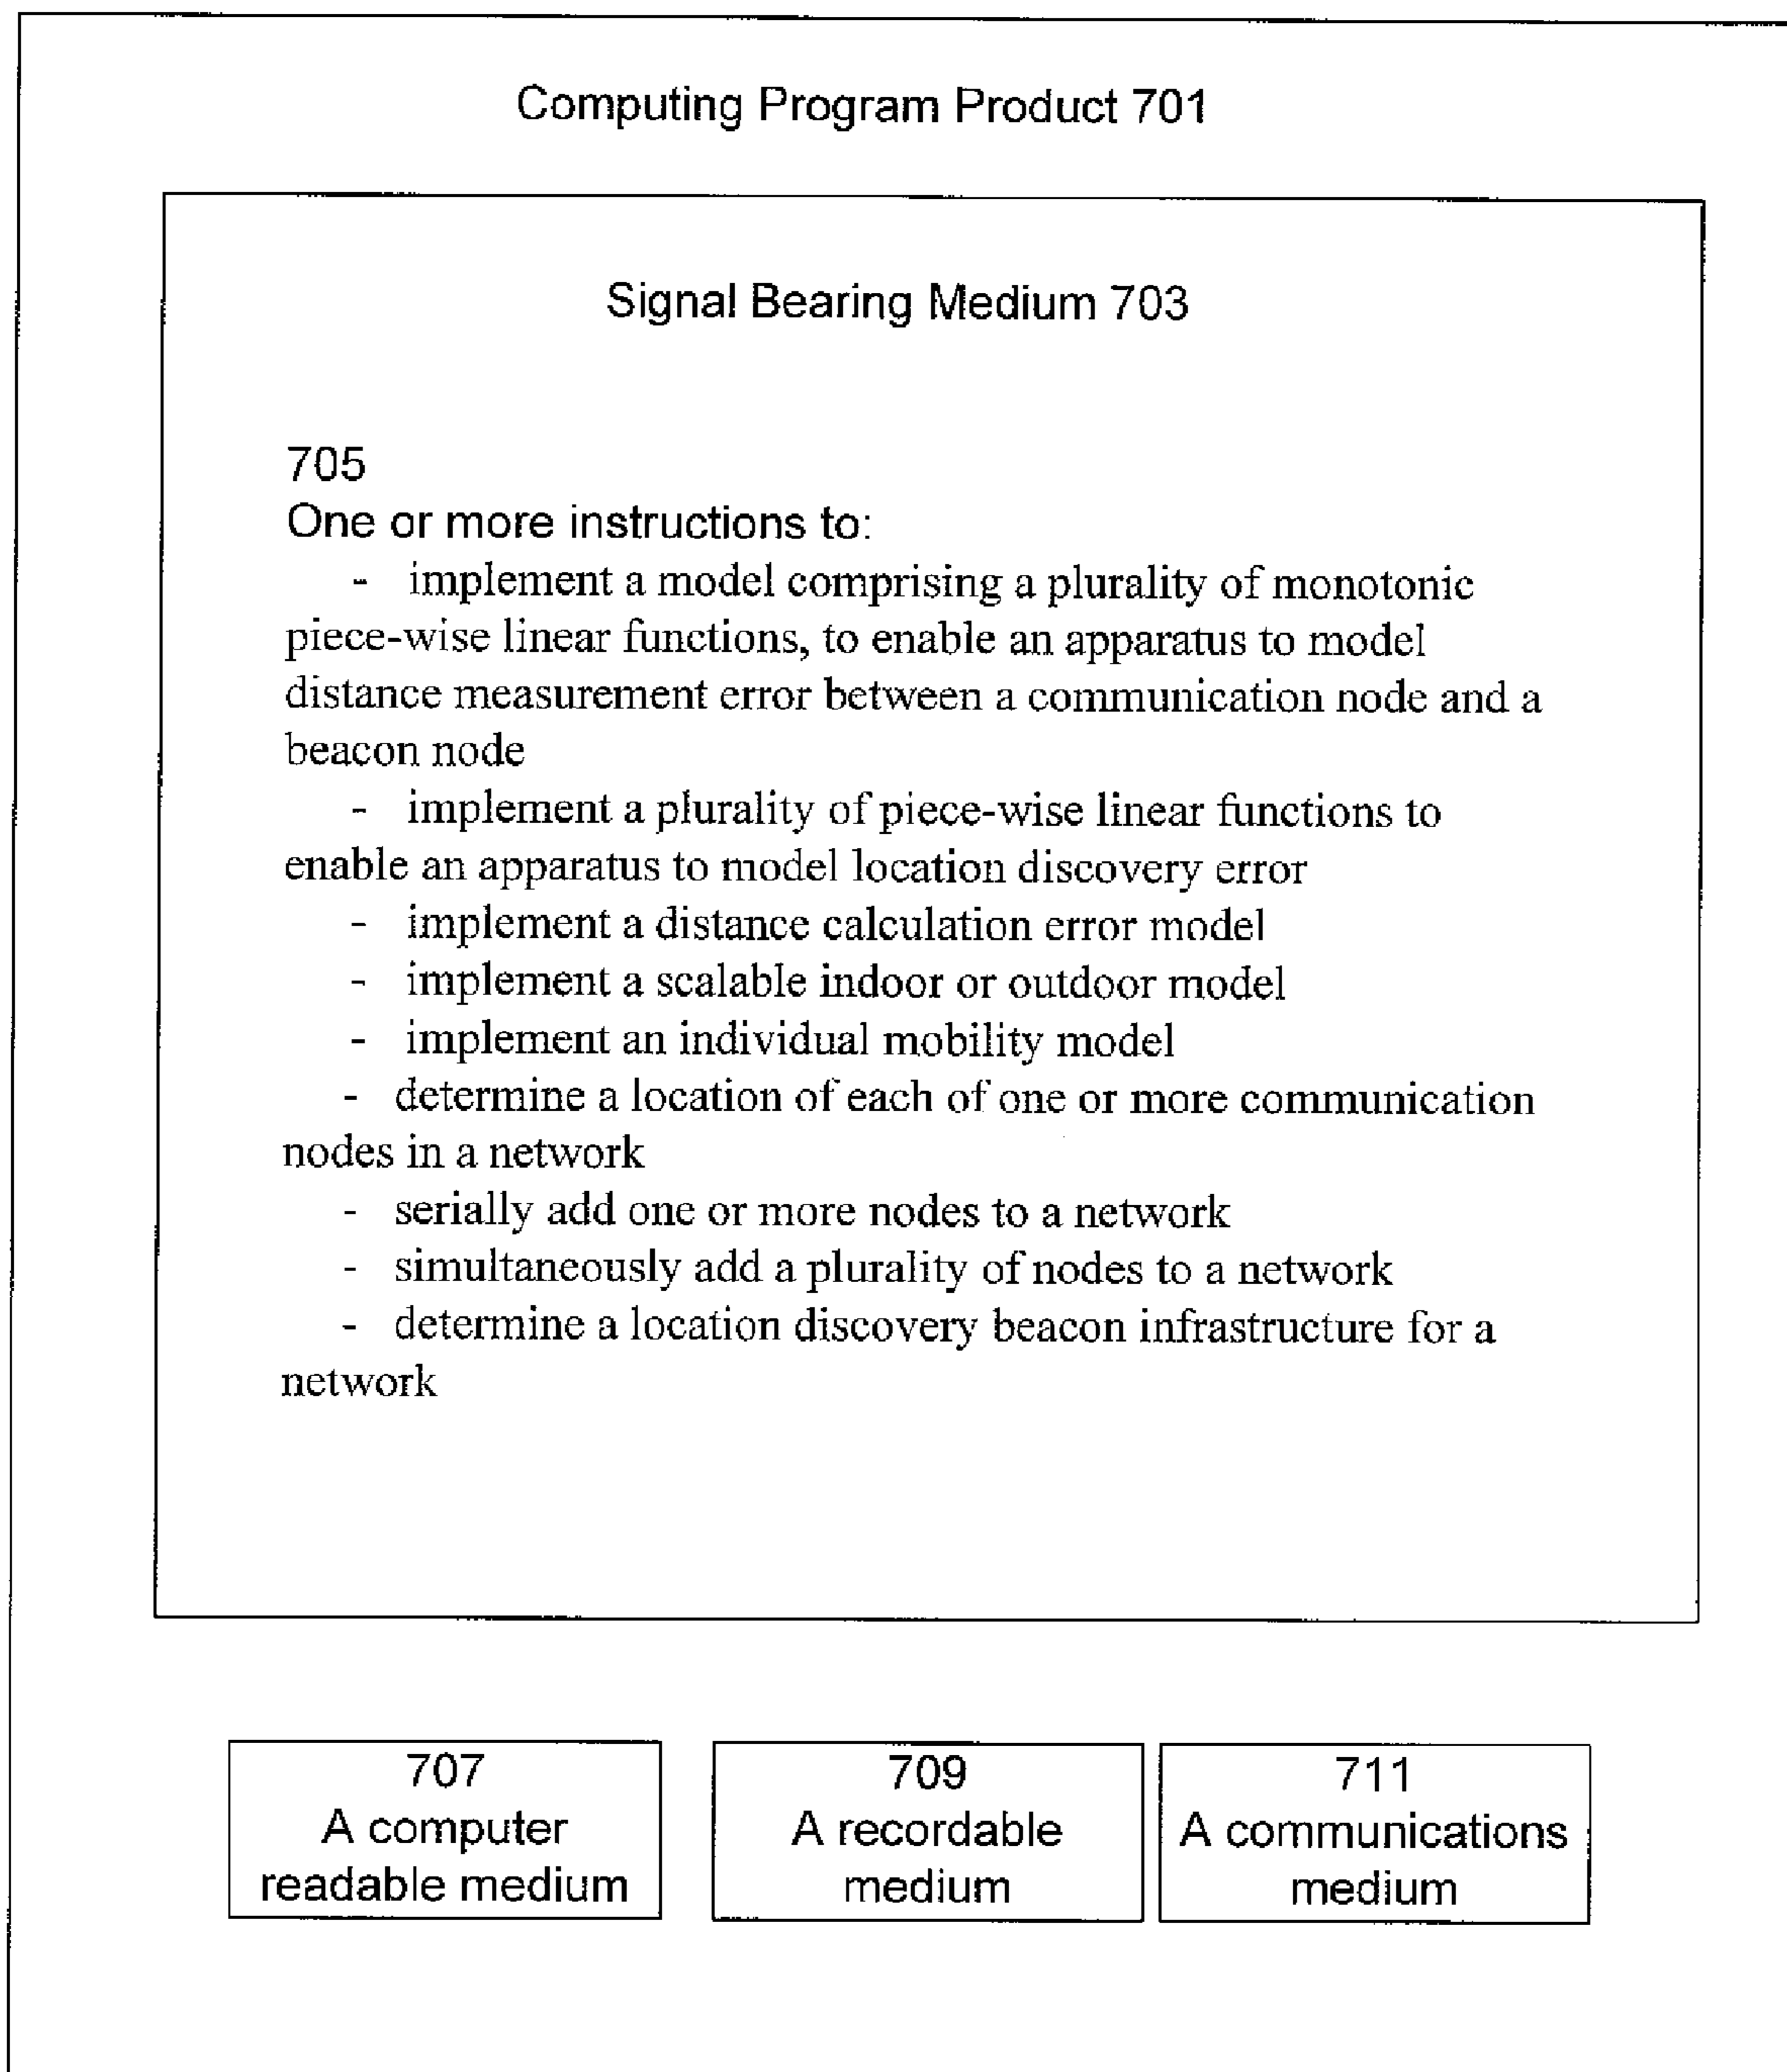 Computing Program Product 701
Signal Bearing Medium 703
705
One or more instructions to:
- implement a model comprising a plurality of monotonic
piece-wise linear functions, to enable an apparatus to model
distance measurement error between a communication node and a
beacon node
- implement a plurality of piece-wise linear functions to
enable an apparatus to model location discovery error
- implement a distance calculation error model
- implement a scalable indoor or outdoor model
- implement an individual mobility model
- determine a location of each of one or more communication
nodes in a network
- serially add one or more nodes to a network
- simultaneously add a plurality of nodes to a network
- determine a location discovery beacon infrastructure for a
network
707
A computer
readable medium
709
A recordable
medium
711
A communications
medium